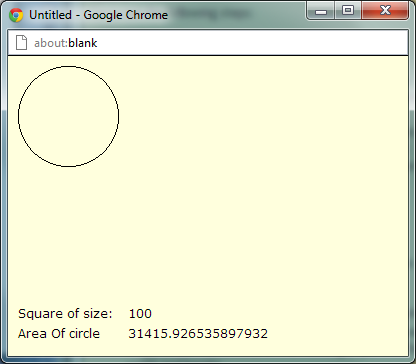 Untitled - Google Chrome
about:blank
Square of size: 100
Area Of circle 31415.926535897932